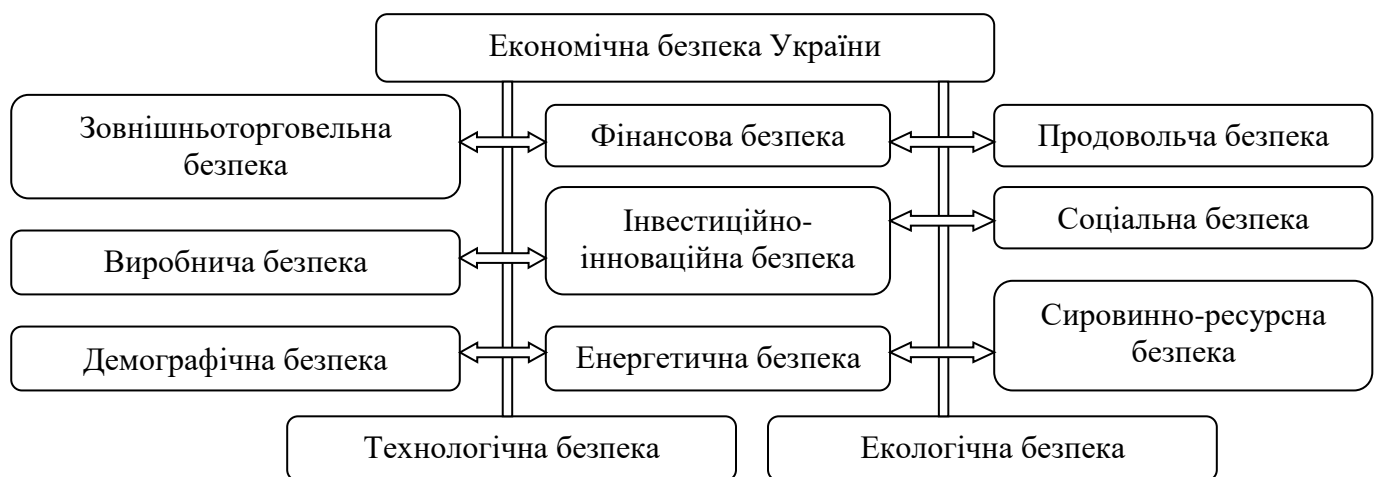 Економічна безпека України
Зовнішньоторговельна
безпека
Фінансова безпека
Продовольча безпека
Інвестиційно-
інноваційна безпека
Соціальна безпека
Виробнича безпека
Сировинно-ресурсна
безпека
Демографічна безпека
Енергетична безпека
Технологічна безпека
Екологічна безпека